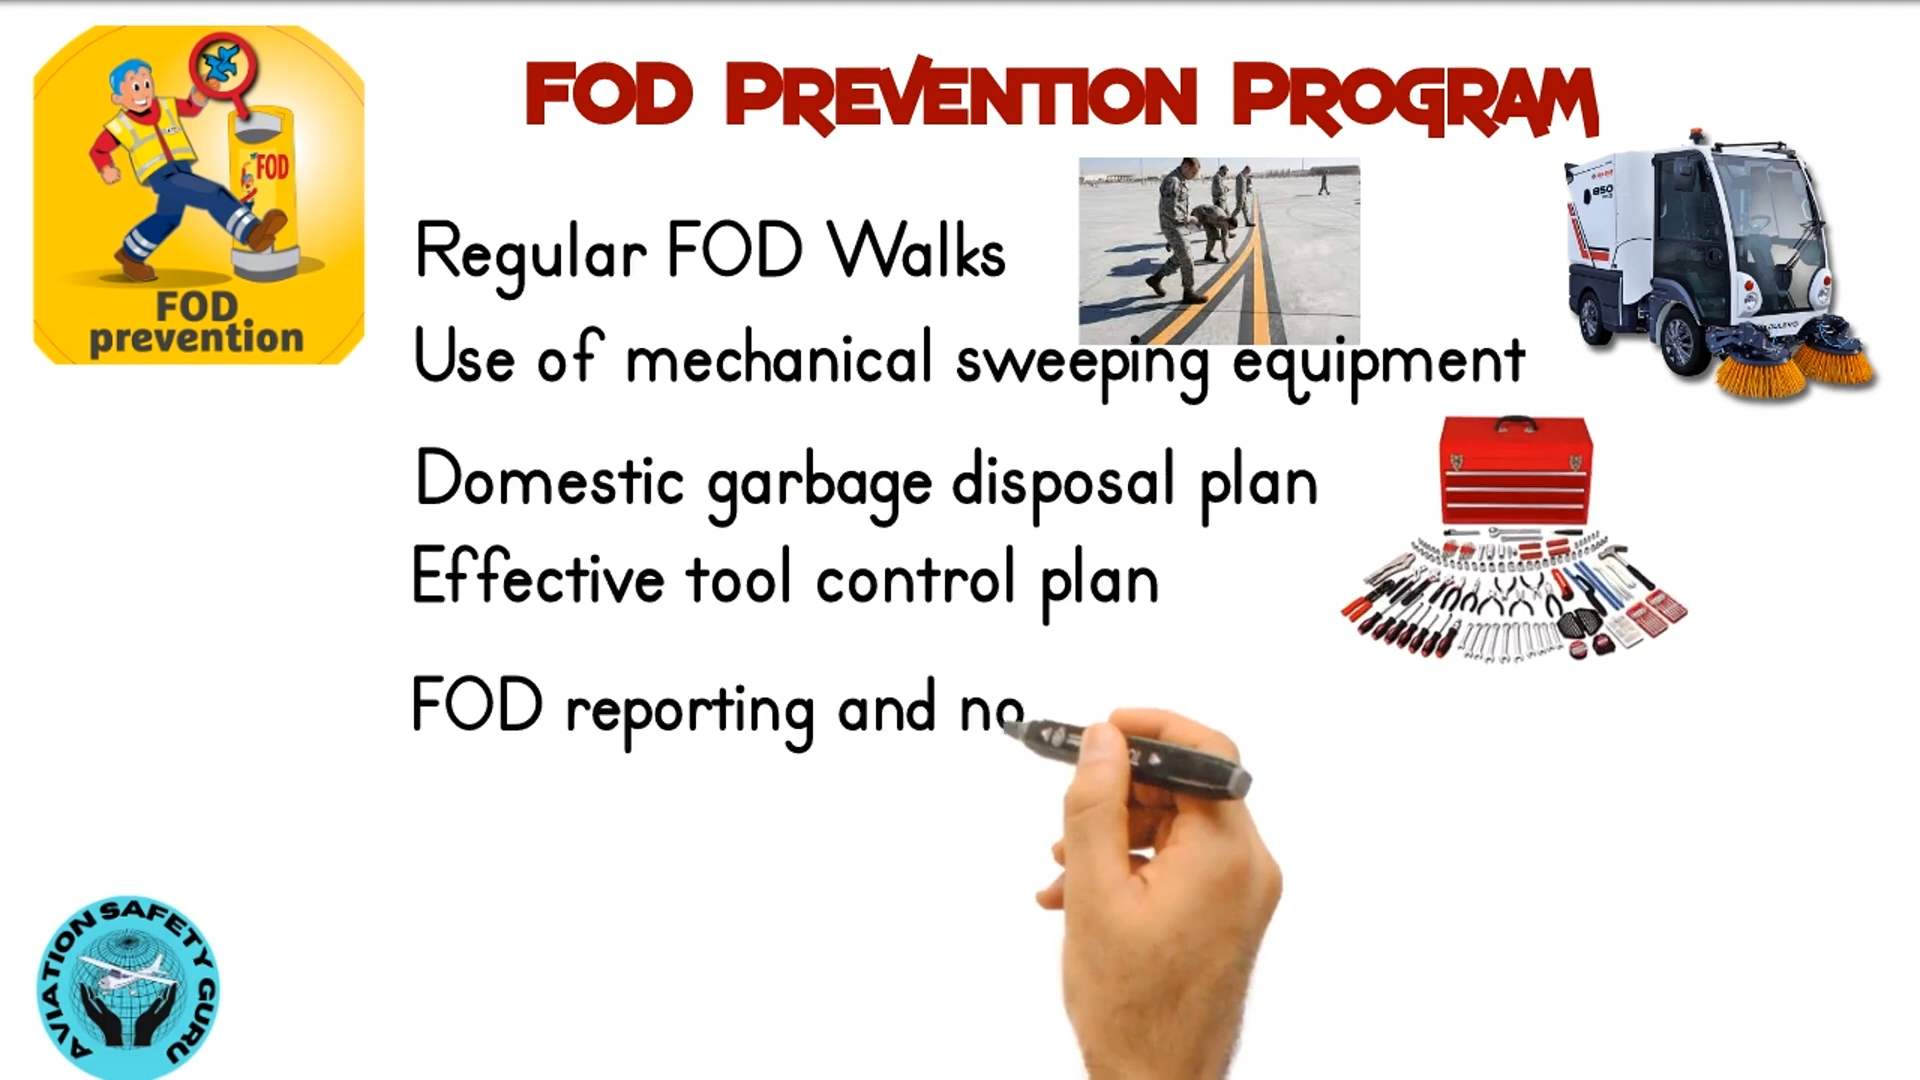 FOD PREVENTION PROGRAM
FOD
FOD
prevention
Regular FOD Walks
850
Use of mechanical sweeping equipment
Domestic garbage disposal plan
Effective tool control plan
FOD reporting and no
AVIATION SAFETY GURU